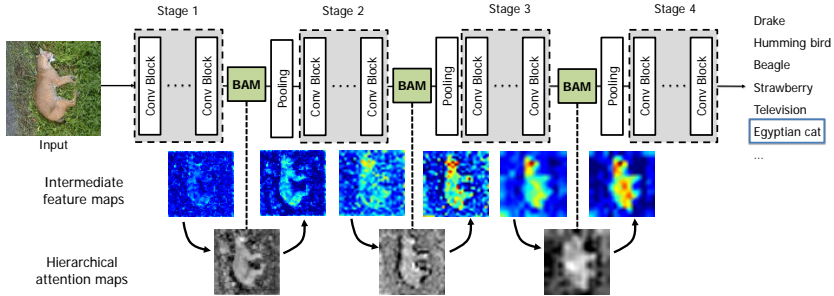 Stage 1
Stage 2
Stage 3
Stage 4
Input
Conv Block
....
Conv Block
BAM
Pooling
Conv Block
....
Conv Block
BAM
Pooling
Conv Block
....
Conv Block
BAM
Pooling
Conv Block
....
Conv Block
Drake
Humming bird
Beagle
Strawberry
Television
Egyptian cat
...
Intermediate
feature maps
Hierarchical
attention maps